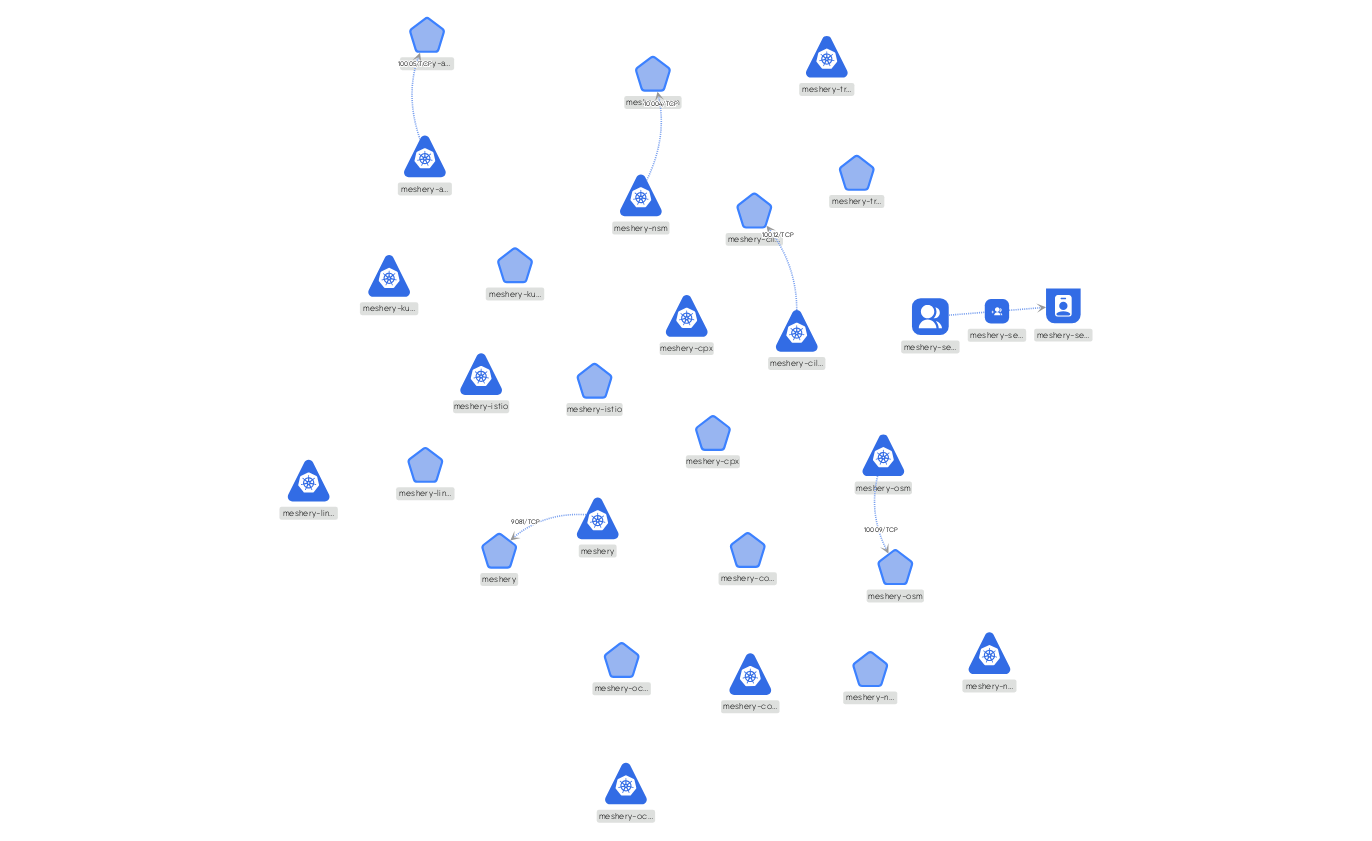 10005/TCP
y-a...
meshery-a...
10004/TCP
meshery-nsm
meshery-tr...
meshery-tr...
10012/TCP
meshery-ku...
meshery-ku...
meshery-cpx
meshery-cil...
meshery-se...
meshery-se...
meshery-se...
meshery-istio
meshery-istio
meshery-cpx
meshery-lin...
meshery-lin...
meshery-osm
9081/TCP
meshery
meshery
10009/TCP
meshery-co...
meshery-osm
meshery-oc...
meshery-co...
meshery-n...
meshery-n...
meshery-oc...